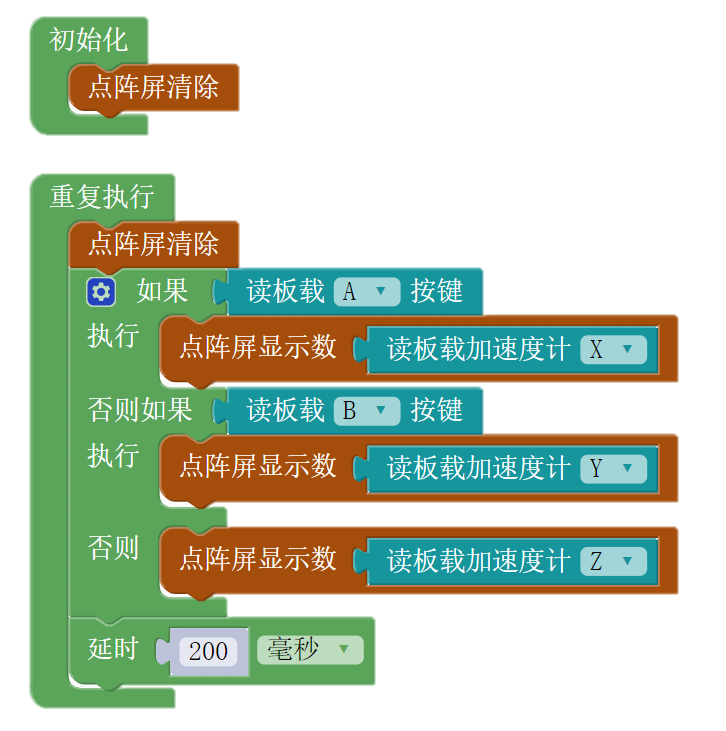 初始化
点阵屏清除
重复执行
点阵屏清除
如果 读板载 A 按键
执行 点阵屏显示数 读板载加速度计 X
否则如果 读板载 B 按键
执行 点阵屏显示数 读板载加速度计 Y
否则 点阵屏显示数 读板载加速度计 Z
延时 200 毫秒